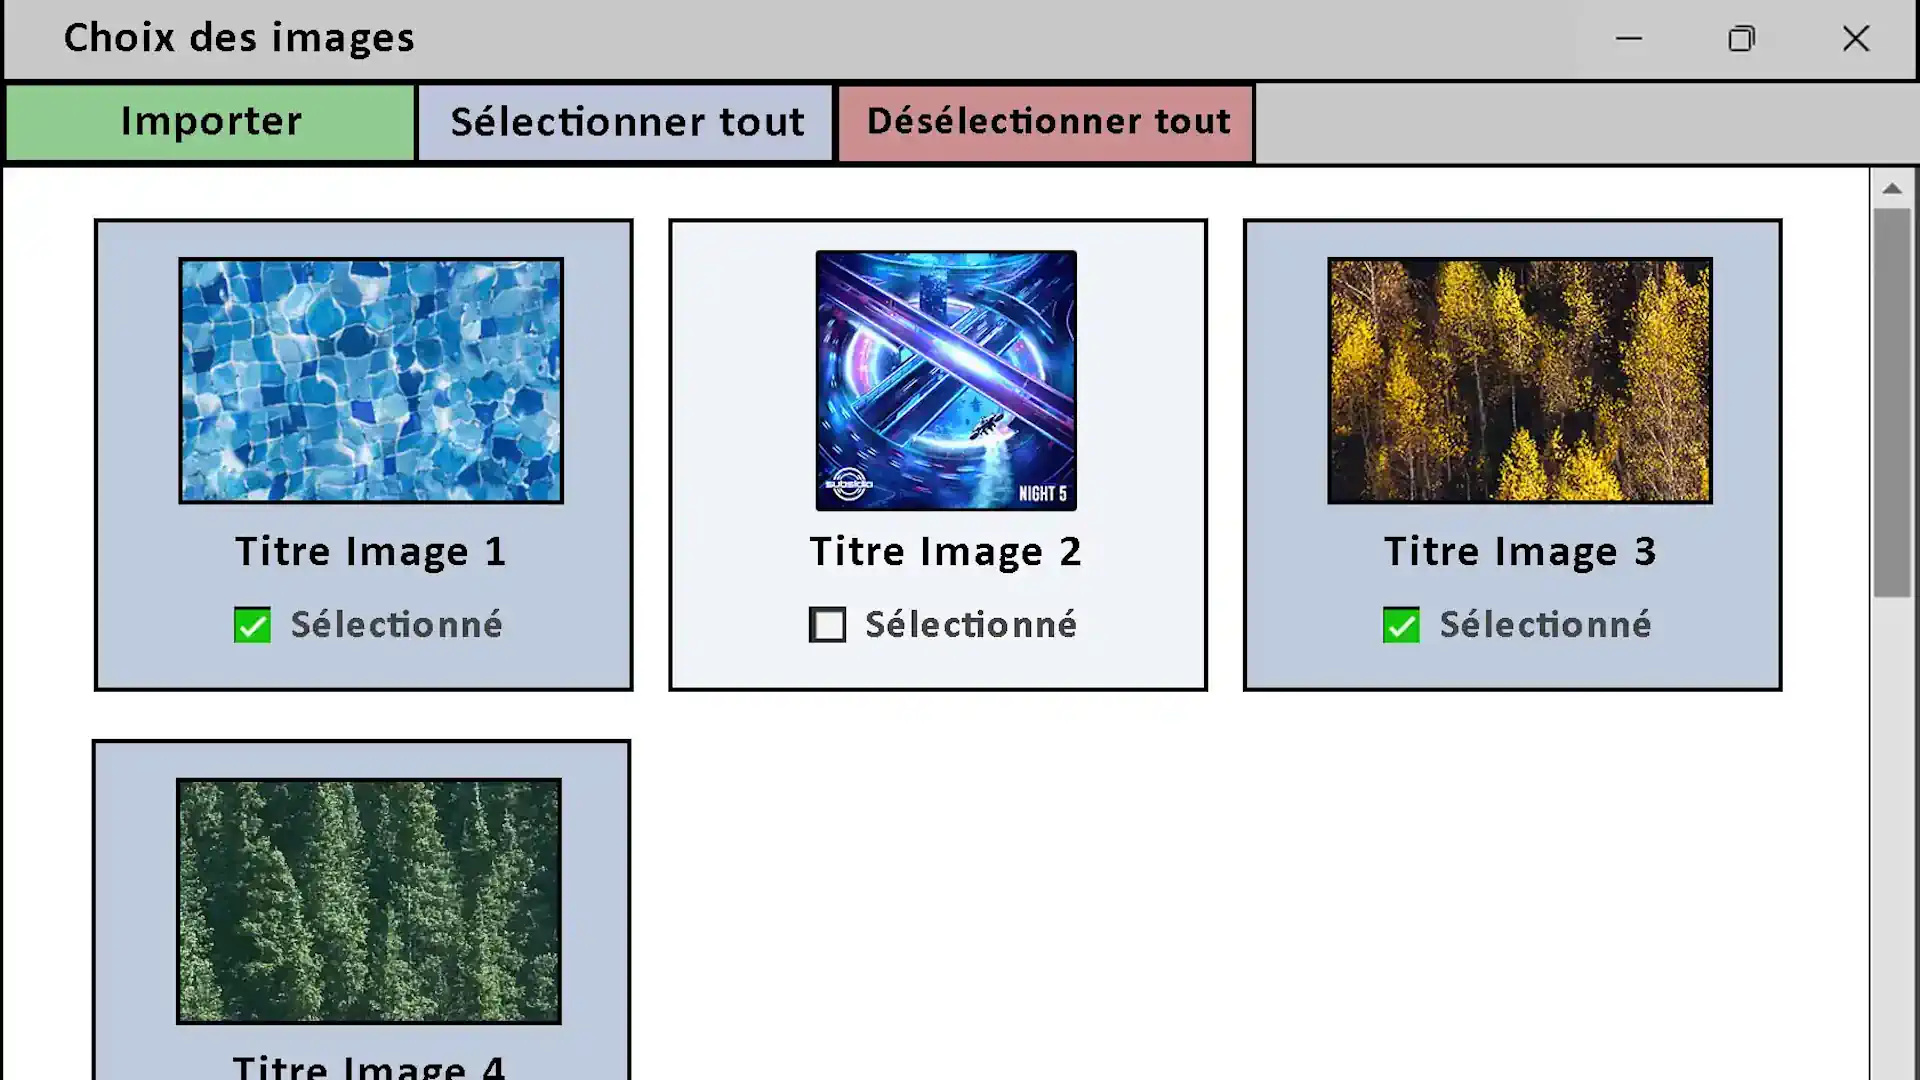 Choix des images
Importer
Sélectionner tout
Désélectionner tout
subsidia
NIGHT 5
Titre Image 1
Titre Image 2
Titre Image 3
Sélectionné
Sélectionné
Sélectionné
Titre Image 4